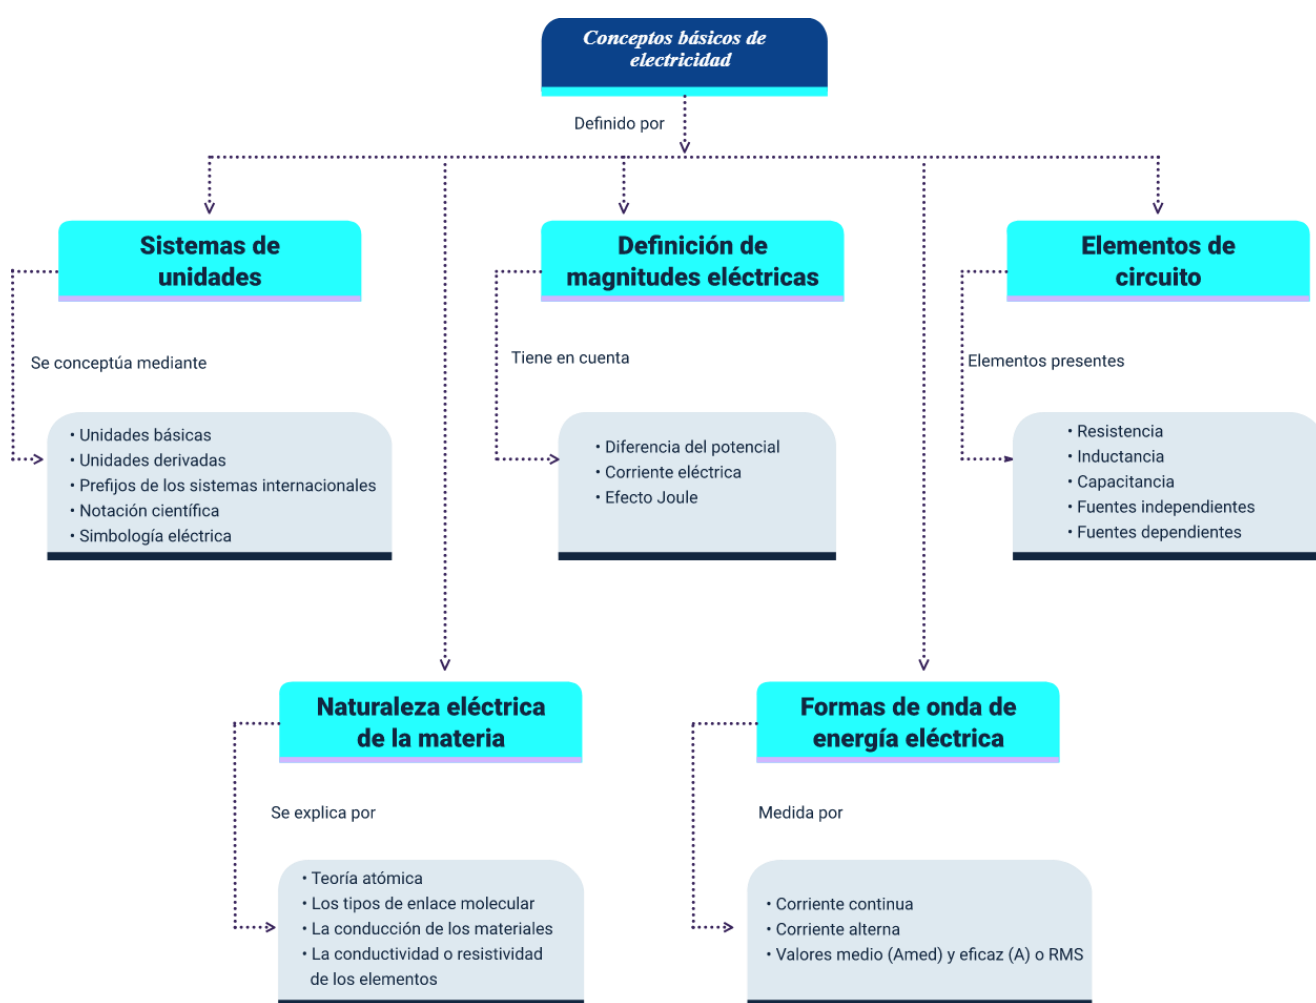 Conceptos básicos de
electricidad
Definido por
Sistemas de
unidades
Se conceptúa mediante
• Unidades básicas
• Unidades derivadas
• Prefijos de los sistemas internacionales
• Notación científica
• Simbología eléctrica
Definición de
magnitudes eléctricas
Tiene en cuenta
• Diferencia del potencial
• Corriente eléctrica
• Efecto Joule
Elementos de
circuito
Elementos presentes
• Resistencia
• Inductancia
• Capacitancia
• Fuentes independientes
• Fuentes dependientes
Naturaleza eléctrica
de la materia
Se explica por
• Teoría atómica
• Los tipos de enlace molecular
• La conducción de los materiales
• La conductividad o resistividad
de los elementos
Formas de onda de
energía eléctrica
Medida por
• Corriente continua
• Corriente alterna
• Valores medio (Amed) y eficaz (A) o RMS